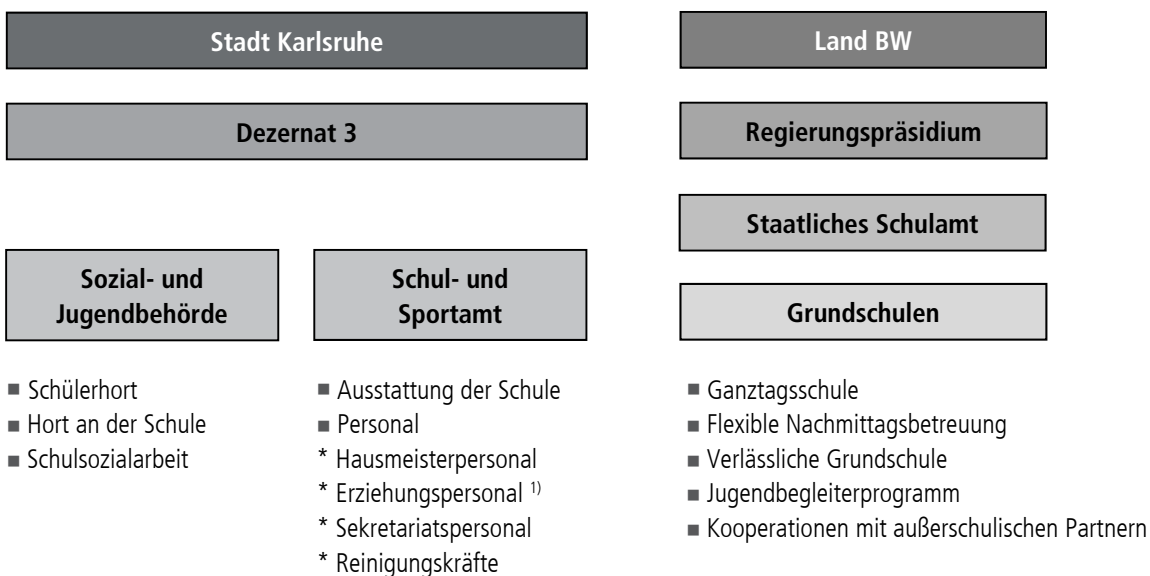 Stadt Karlsruhe
Dezernat 3
Sozial- und
Jugendbehörde
■ Schülerhort
■ Hort an der Schule
■ Schulsozialarbeit
Schul- und
Sportamt
■ Ausstattung der Schule
■ Personal
* Hausmeisterpersonal
* Erziehungspersonal 1)
* Sekretariatspersonal
* Reinigungskräfte
Land BW
Regierungspräsidium
Staatliches Schulamt
Grundschulen
■ Ganztagsschule
■ Flexible Nachmittagsbetreuung
■ Verlässliche Grundschule
■ Jugendbegleiterprogramm
■ Kooperationen mit außerschulischen Partnern